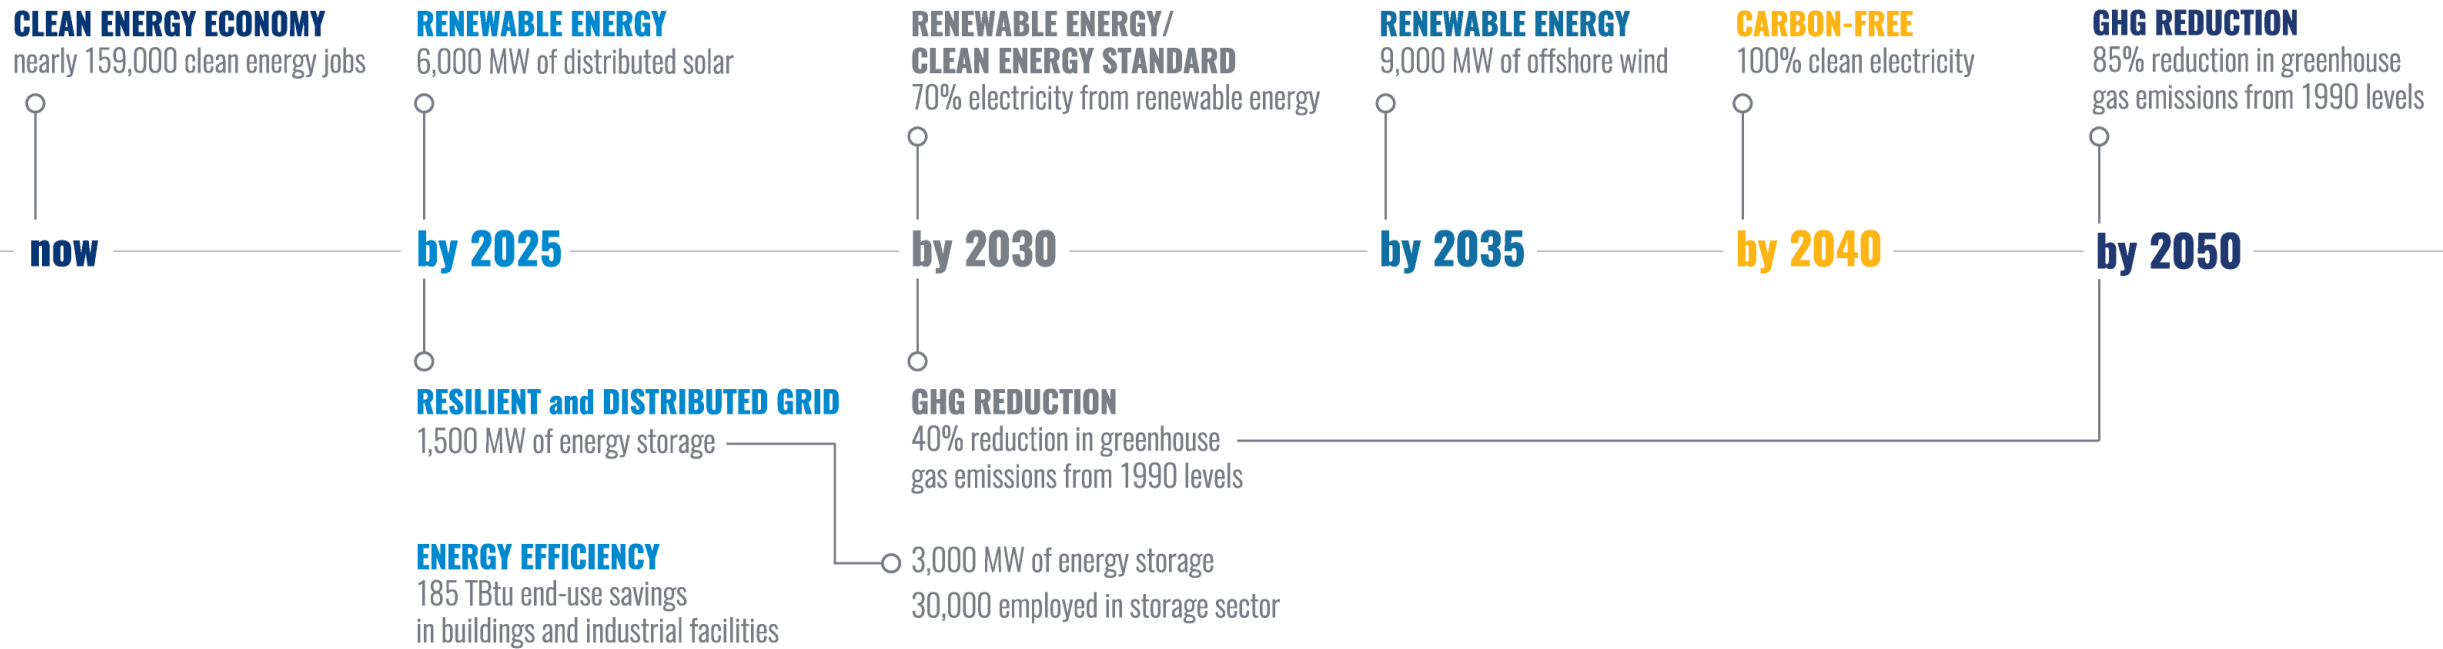 CLEAN ENERGY ECONOMY
nearly 159,000 clean energy jobs
RENEWABLE ENERGY
6,000 MW of distributed solar
RENEWABLE ENERGY/
CLEAN ENERGY STANDARD
70% electricity from renewable energy
RENEWABLE ENERGY
9,000 MW of offshore wind
CARBON-FREE
100% clean electricity
GHG REDUCTION
85% reduction in greenhouse
gas emissions from 1990 levels
now
by 2025
by 2030
by 2035
by 2040
by 2050
RESILIENT and DISTRIBUTED GRID
1,500 MW of energy storage
GHG REDUCTION
40% reduction in greenhouse
gas emissions from 1990 levels
ENERGY EFFICIENCY
185 TBtu end-use savings
in buildings and industrial facilities
3,000 MW of energy storage
30,000 employed in storage sector